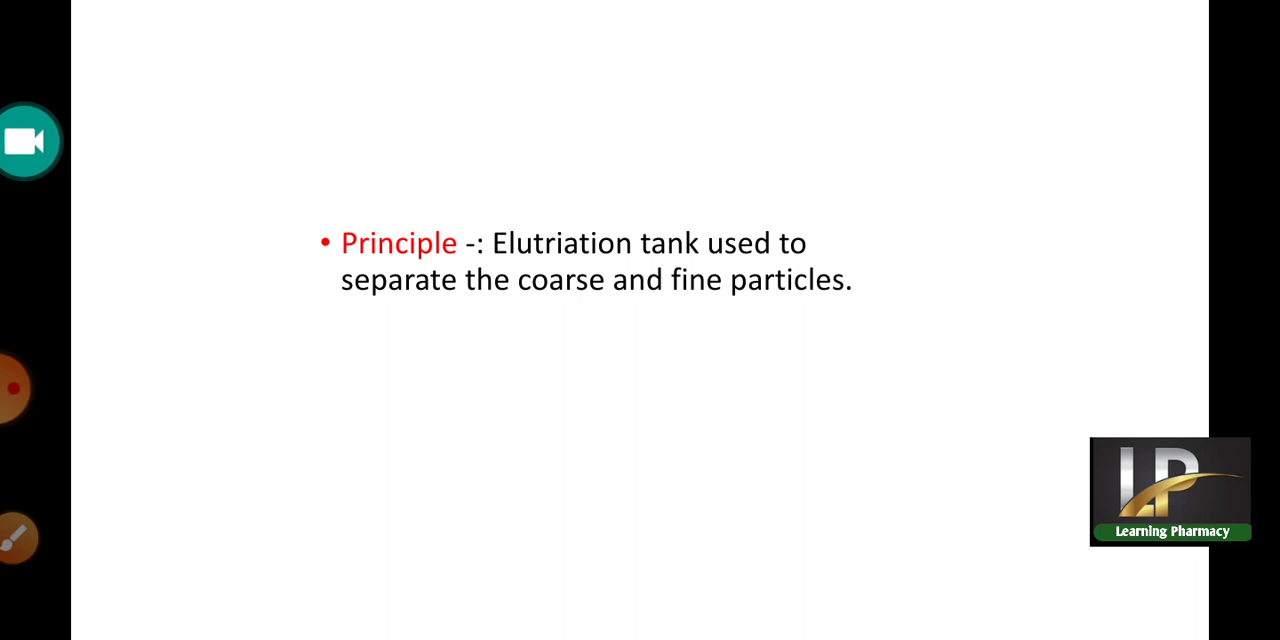 • Principle -: Elutriation tank used to
separate the coarse and fine particles.
LP
Learning Pharmacy